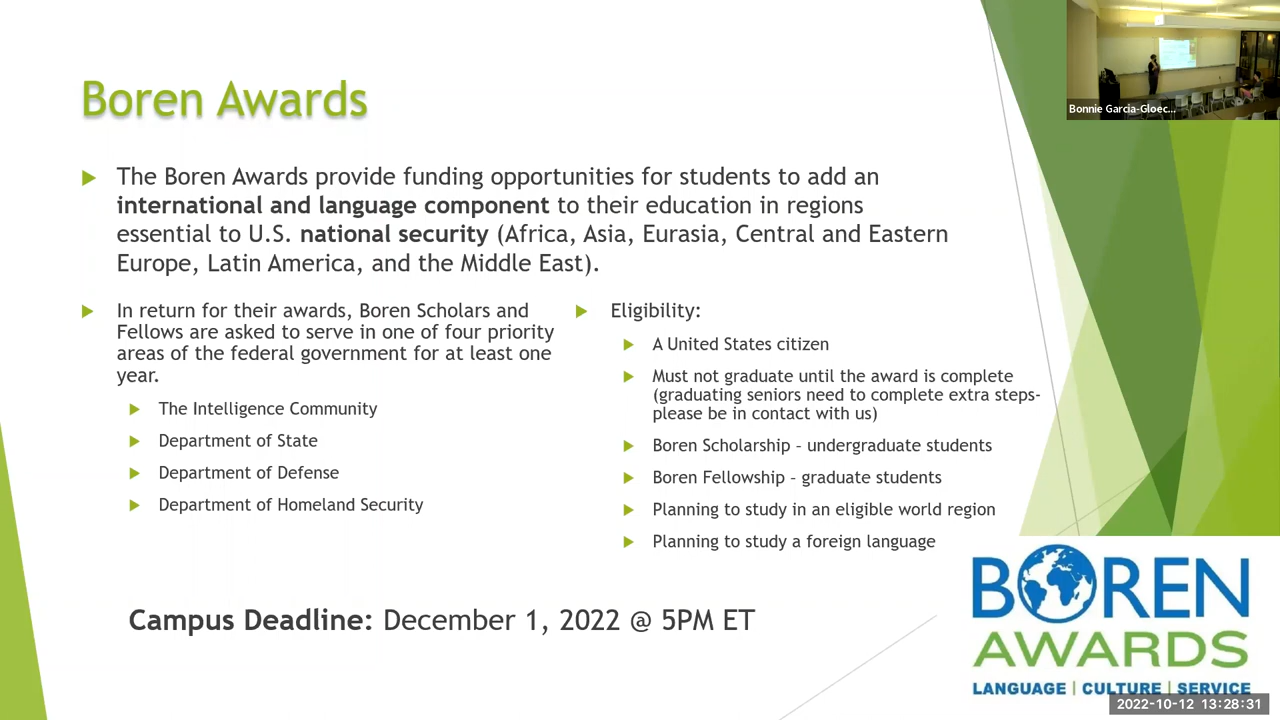 Boren Awards
The Boren Awards provide funding opportunities for students to add an
international and language component to their education in regions
essential to U.S. national security (Africa, Asia, Eurasia, Central and Eastern
Europe, Latin America, and the Middle East).
In return for their awards, Boren Scholars and
Fellows are asked to serve in one of four priority
areas of the federal government for at least one
year.
The Intelligence Community
Department of State
Department of Defense
Department of Homeland Security
Eligibility:
A United States citizen
Must not graduate until the award is complete
(graduating seniors need to complete extra steps-
please be in contact with us)
Boren Scholarship – undergraduate students
Boren Fellowship – graduate students
Planning to study in an eligible world region
Planning to study a foreign language
Campus Deadline: December 1, 2022 @ 5PM ET
Bonnie Garcia-Gloec...
BOREN
AWARDS
LANGUAGE | CULTURE | SERVICE
2022-10-12 13:28:31